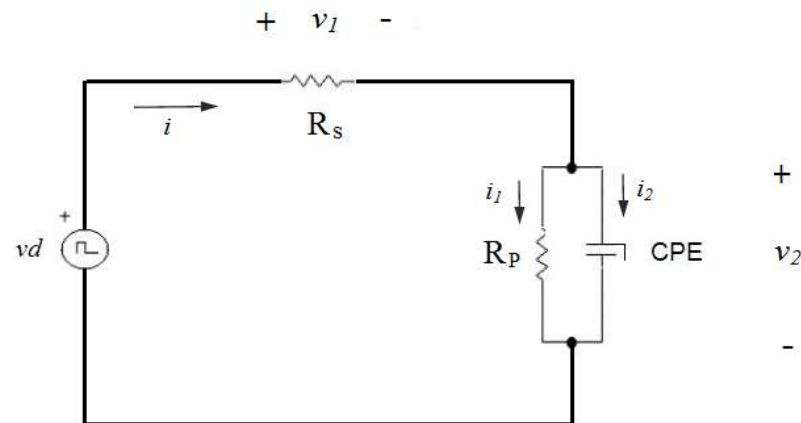 + v1 -
i
Rs
+
vd
i1
i2
RP
CPE
+
v2
-